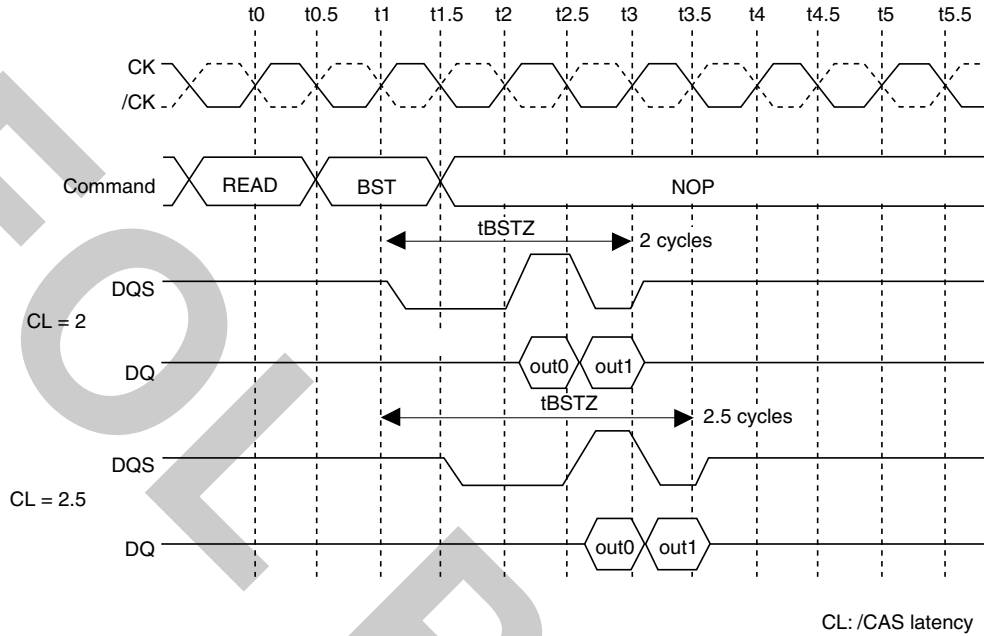 t0 t0.5 t1 t1.5 t2 t2.5 t3 t3.5 t4 t4.5 t5 t5.5
CK
/CK
Command READ BST NOP
tBSTZ 2 cycles
DQS
CL = 2
DQ out0 out1
tBSTZ 2.5 cycles
DQS
CL = 2.5
DQ out0 out1
CL: /CAS latency